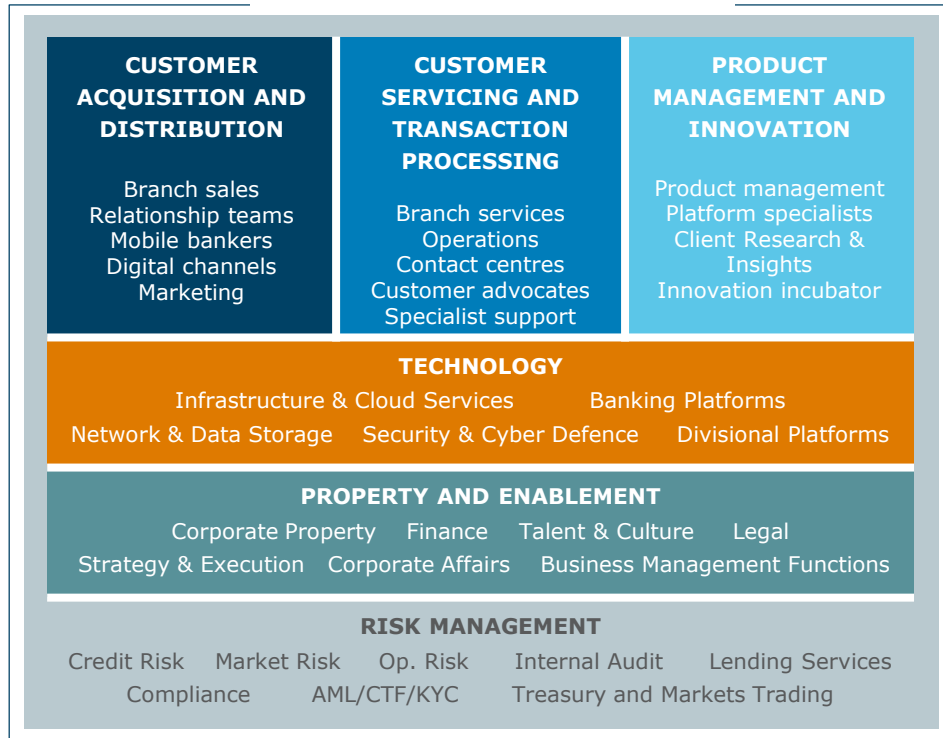 CUSTOMER
ACQUISITION AND
DISTRIBUTION
Branch sales
Relationship teams
Mobile bankers
Digital channels
Marketing
CUSTOMER
SERVICING AND
TRANSACTION
PROCESSING
Branch services
Operations
Contact centres
Customer advocates
Specialist support
PRODUCT
MANAGEMENT AND
INNOVATION
Product management
Platform specialists
Client Research &
Insights
Innovation incubator
TECHNOLOGY
Infrastructure & Cloud Services Banking Platforms
Network & Data Storage Security & Cyber Defence Divisional Platforms
PROPERTY AND ENABLEMENT
Corporate Property Finance Talent & Culture Legal
Strategy & Execution Corporate Affairs Business Management Functions
RISK MANAGEMENT
Credit Risk Market Risk Op. Risk Internal Audit Lending Services
Compliance AML/CTF/KYC Treasury and Markets Trading